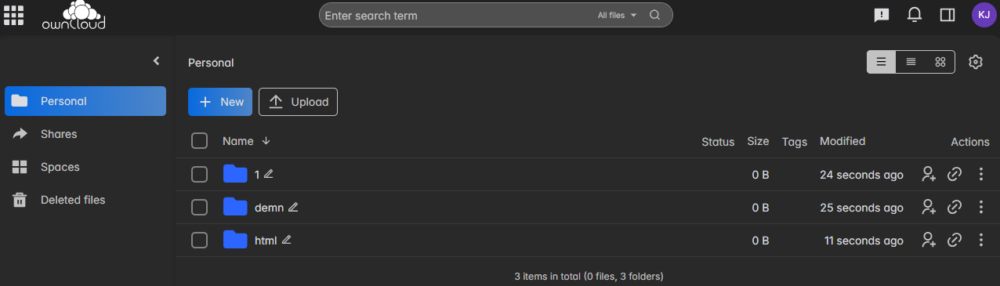 ownCloud
Enter search term All files
KJ
Personal
Personal
Shares
Spaces
Deleted files
New Upload
Name Status Size Tags Modified Actions
1 0 B 24 seconds ago
demn 0 B 25 seconds ago
html 0 B 11 seconds ago
3 items in total (0 files, 3 folders)